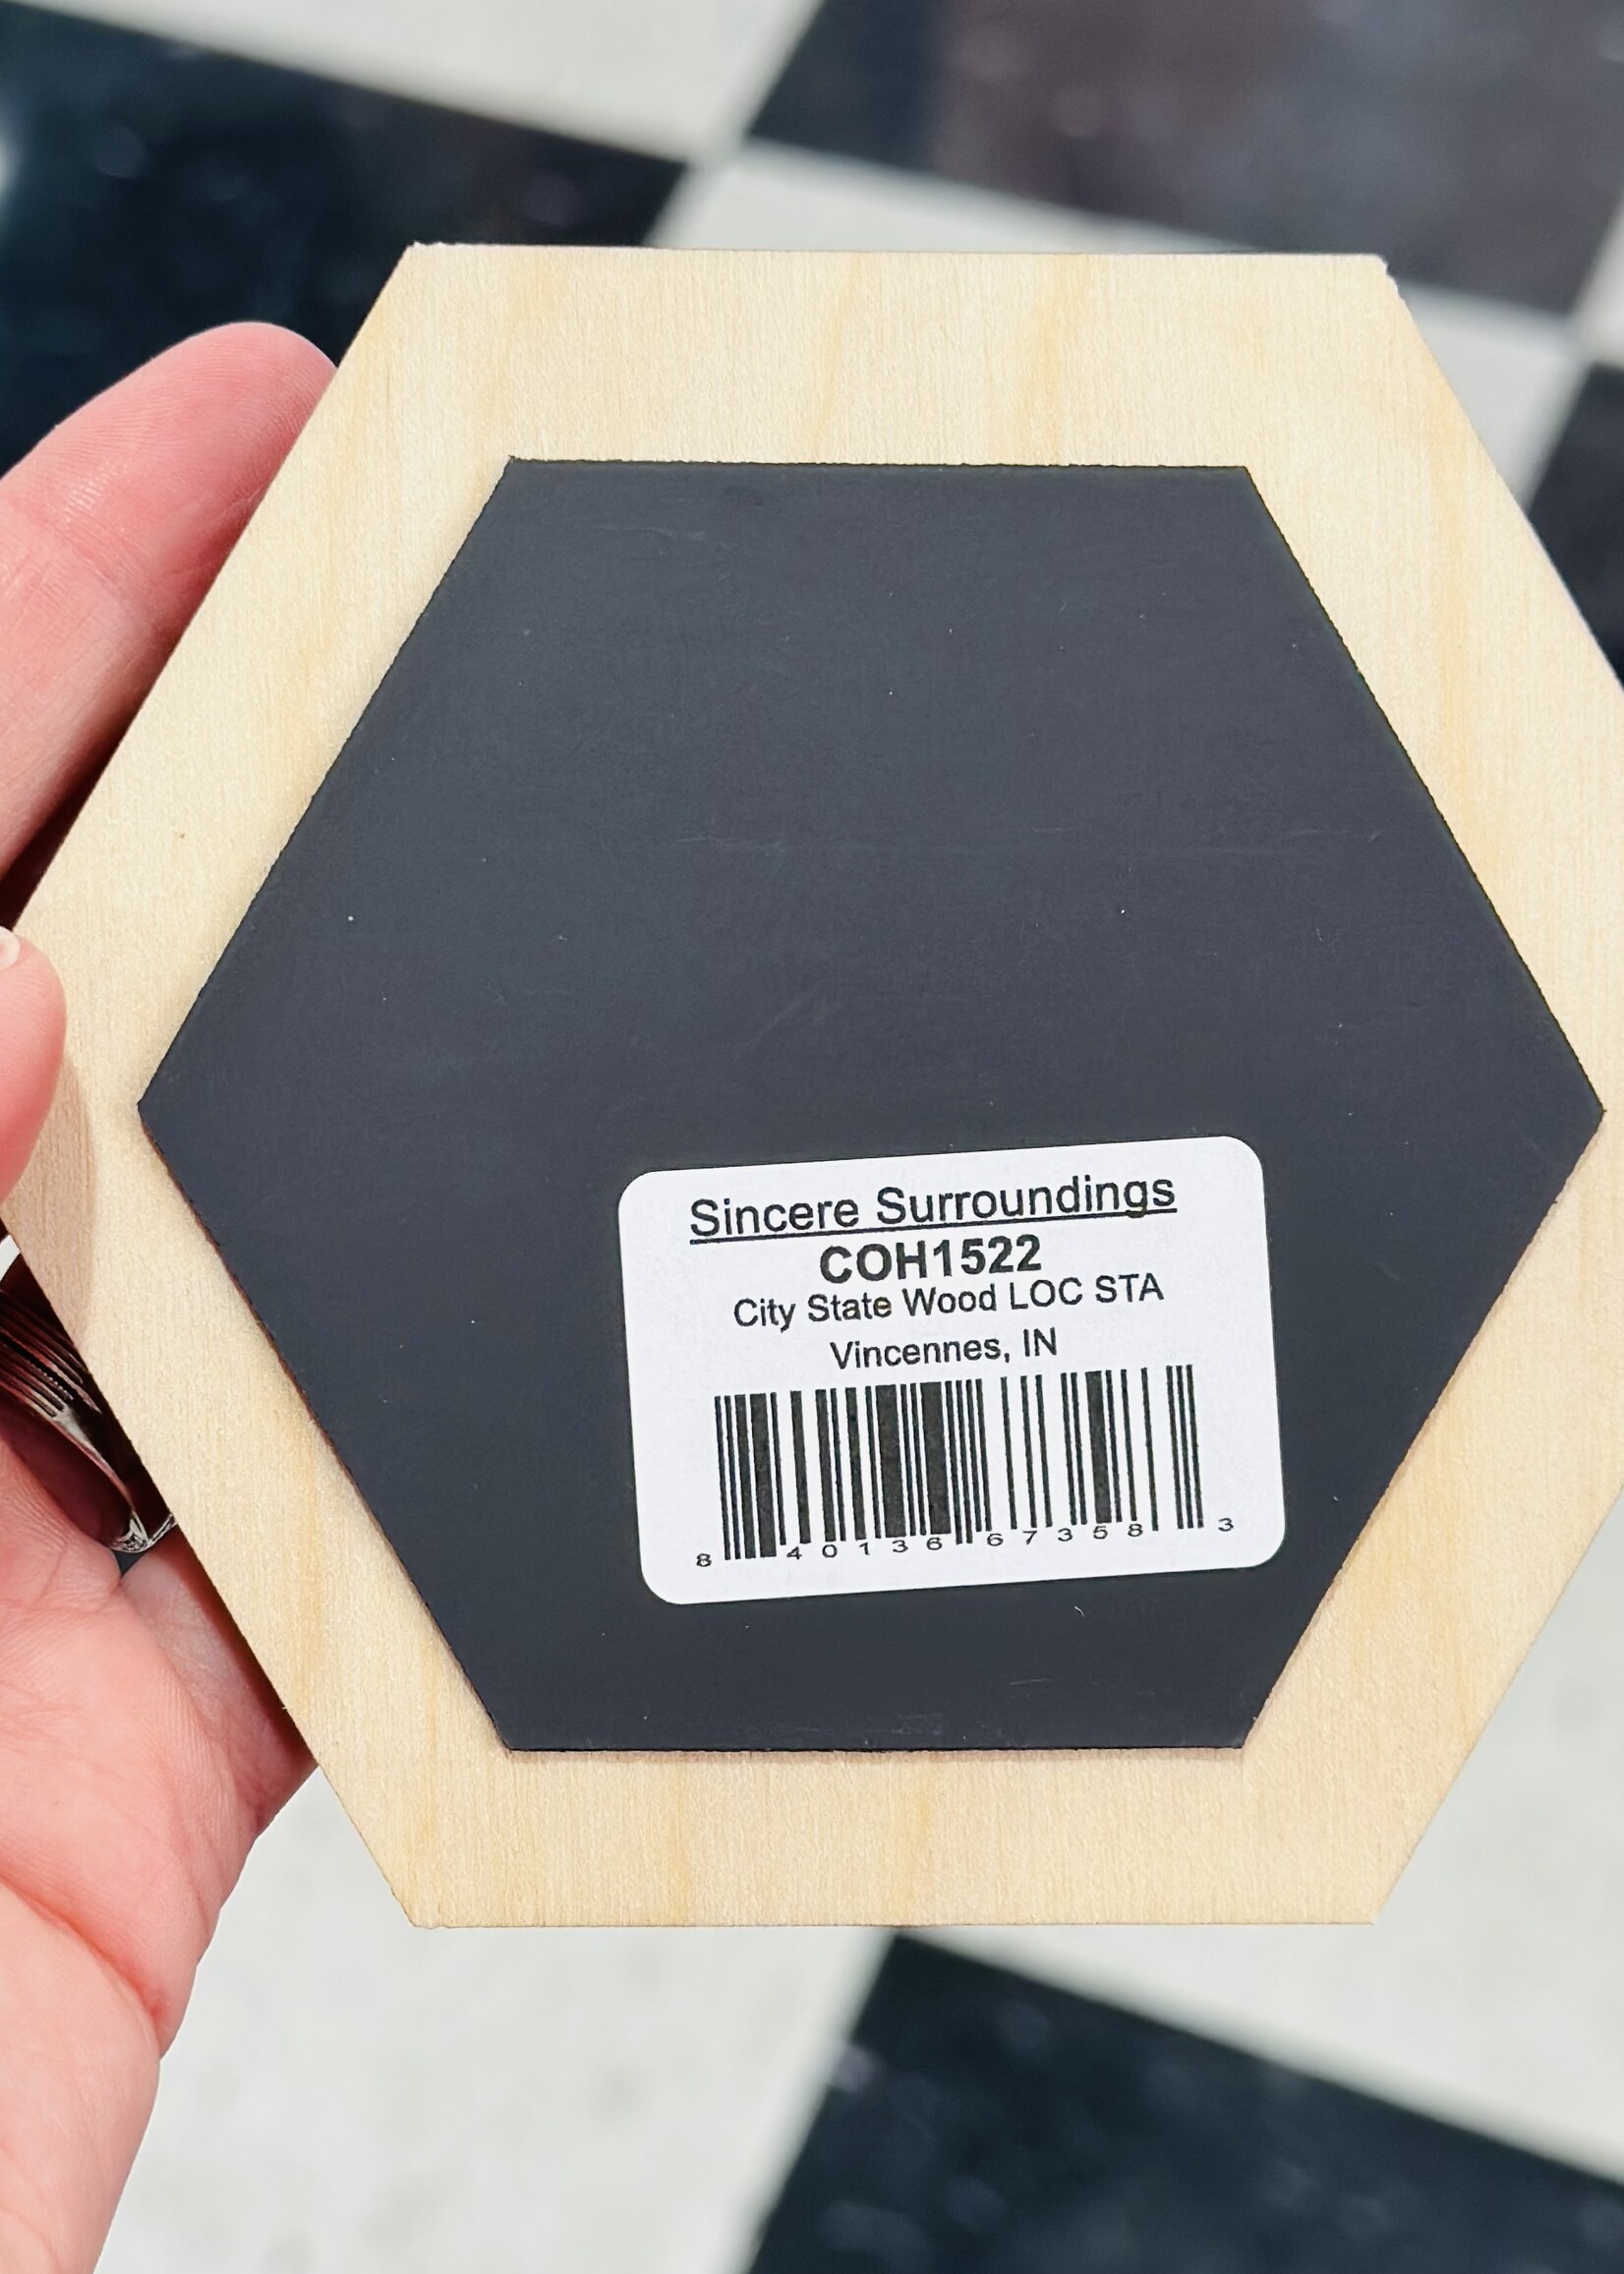 Sincere Surroundings
COH1522
City State Wood LOC STA
Vincennes, IN
8 40136 67358 3